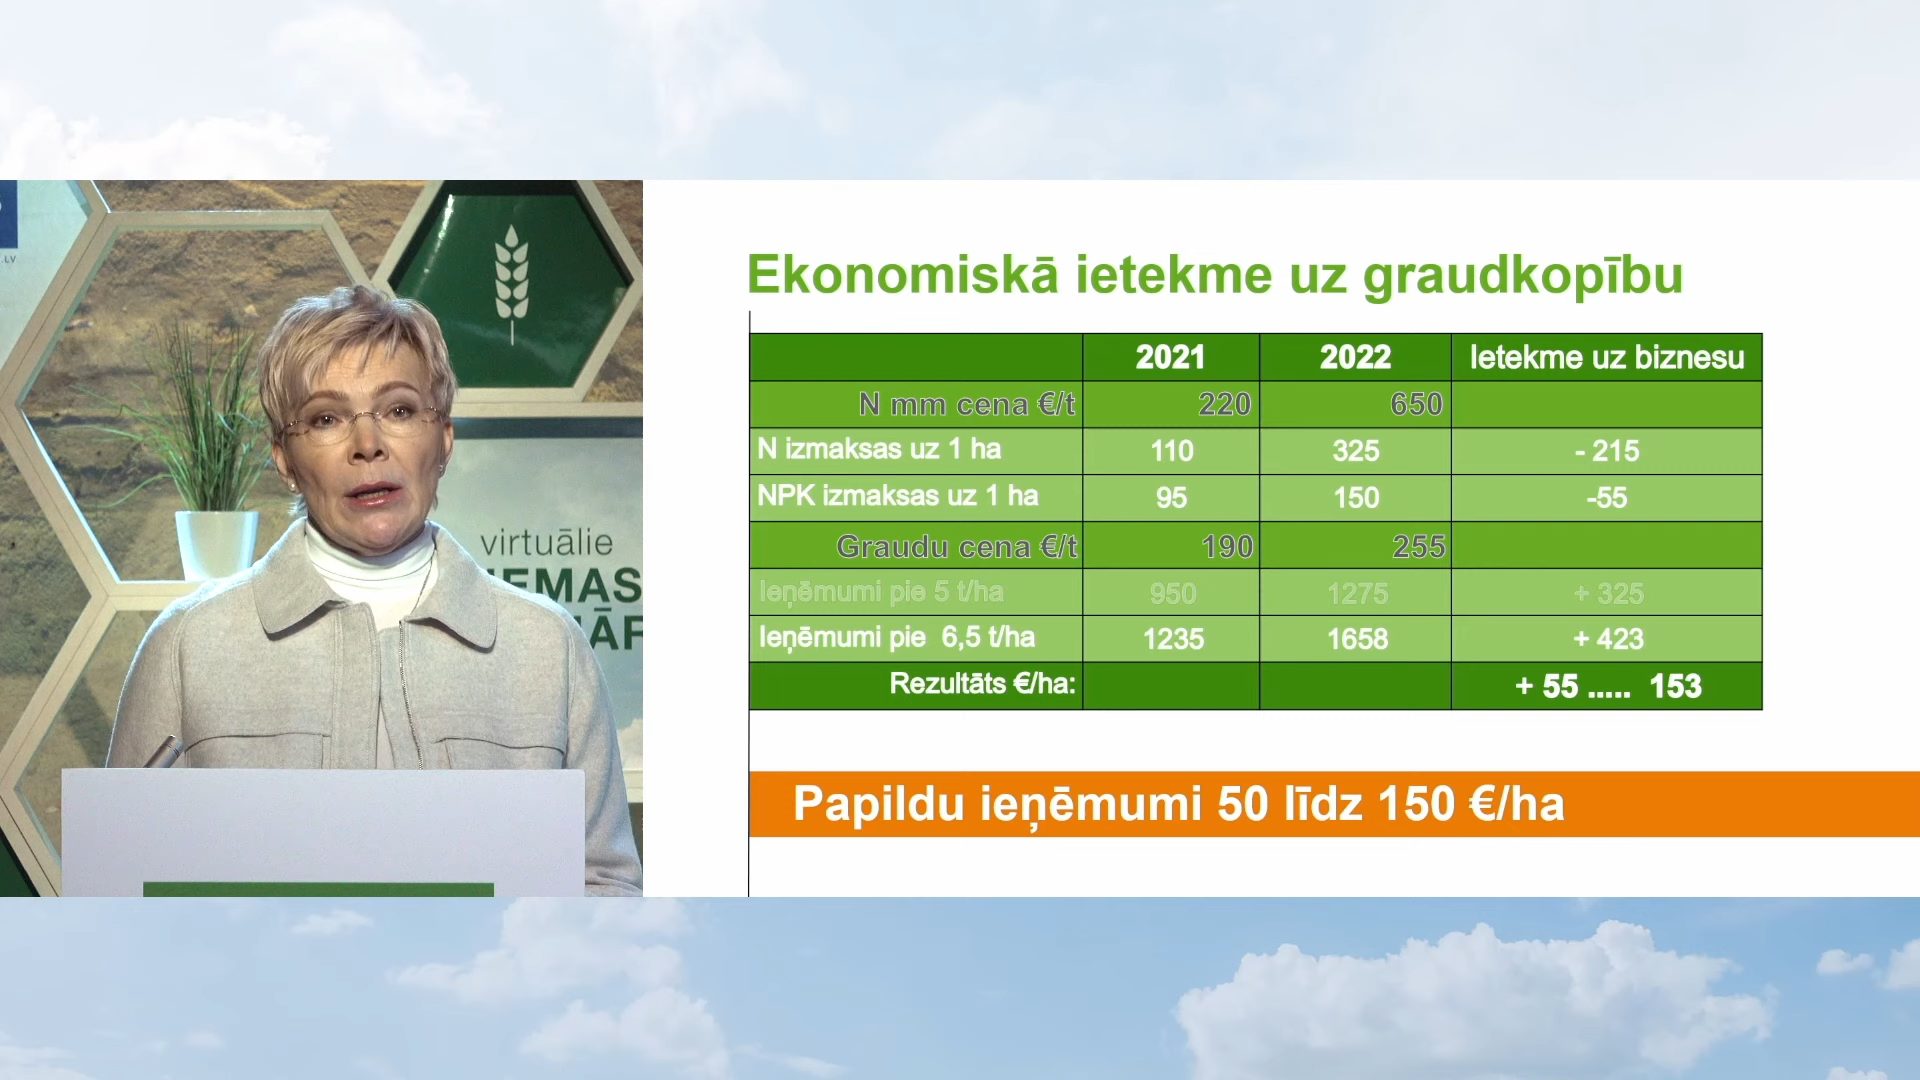 .LV
virtuālie
EMAS
ĀR
Ekonomiskā ietekme uz graudkopību
2021 2022 Ietekme uz biznesu
N mm cena €/t 220 650
N izmaksas uz 1 ha 110 325 - 215
NPK izmaksas uz 1 ha 95 150 -55
Graudu cena €/t 190 255
Ieņēmumi pie 5 t/ha 950 1275 + 325
Ieņēmumi pie 6,5 t/ha 1235 1658 + 423
Rezultāts €/ha: + 55 ..... 153
Papildu ieņēmumi 50 līdz 150 €/ha